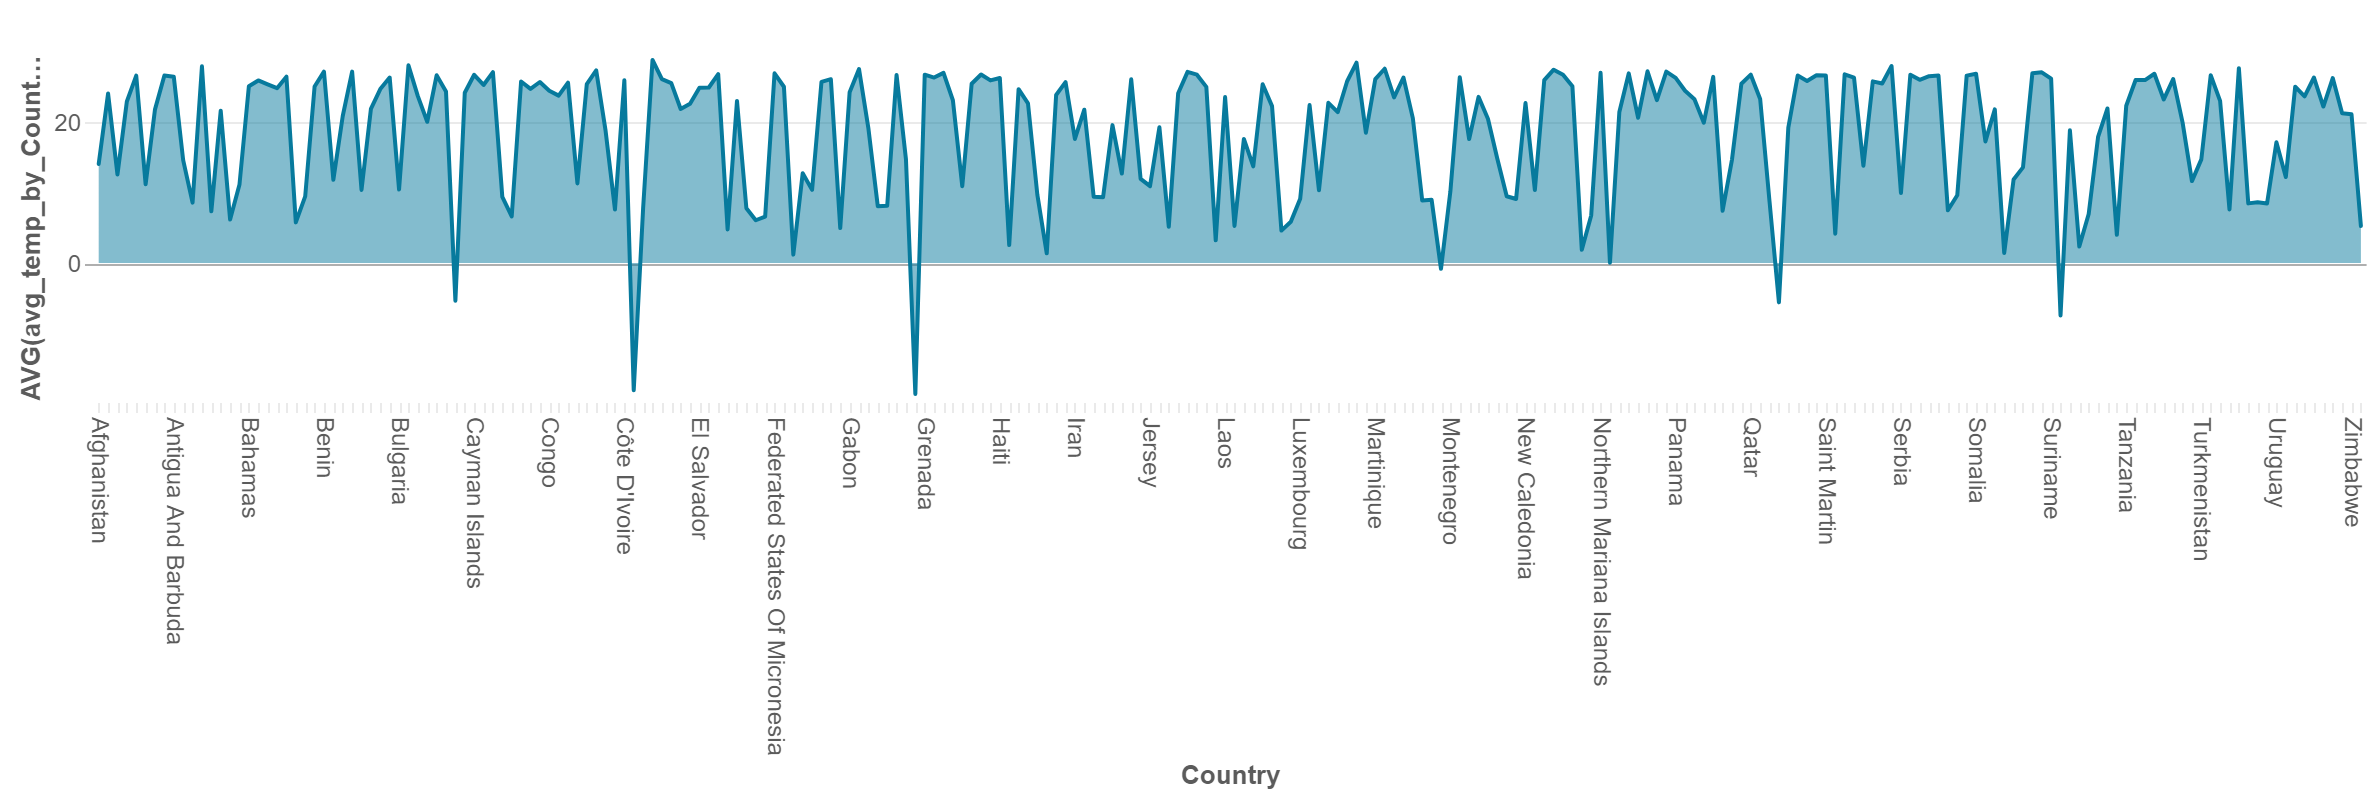 AVG(avg_temp_by_Count...
20
0
Afghanistan
Antigua And Barbuda
Bahamas
Benin
Bulgaria
Cayman Islands
Congo
Côte D'Ivoire
El Salvador
Federated States Of Micronesia
Gabon
Grenada
Haiti
Iran
Jersey
Laos
Luxembourg
Martinique
Montenegro
New Caledonia
Northern Mariana Islands
Panama
Qatar
Saint Martin
Serbia
Somalia
Suriname
Tanzania
Turkmenistan
Uruguay
Zimbabwe
Country